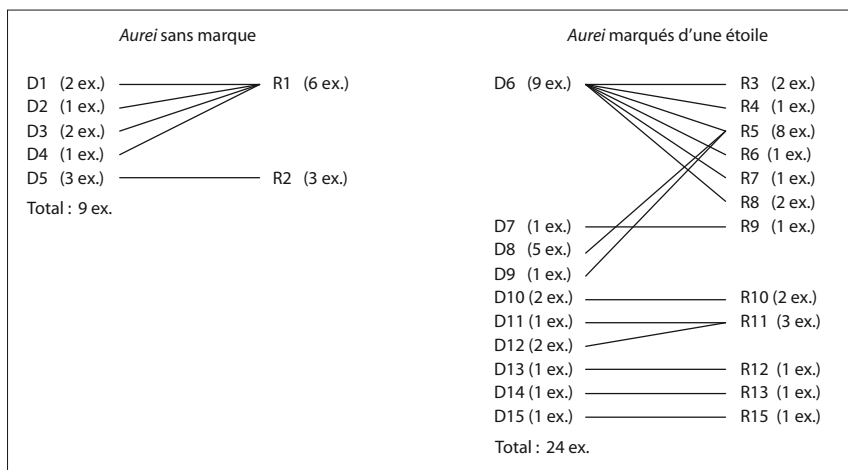 Aurei sans marque
D1 (2 ex.) R1 (6 ex.)
D2 (1 ex.)
D3 (2 ex.)
D4 (1 ex.)
D5 (3 ex.) R2 (3 ex.)
Total : 9 ex.
Aurei marqués d’une étoile
D6 (9 ex.) R3 (2 ex.)
R4 (1 ex.)
R5 (8 ex.)
R6 (1 ex.)
R7 (1 ex.)
R8 (2 ex.)
D7 (1 ex.) R9 (1 ex.)
D8 (5 ex.)
D9 (1 ex.)
D10 (2 ex.) R10 (2 ex.)
D11 (1 ex.) R11 (3 ex.)
D12 (2 ex.)
D13 (1 ex.) R12 (1 ex.)
D14 (1 ex.) R13 (1 ex.)
D15 (1 ex.) R15 (1 ex.)
Total : 24 ex.